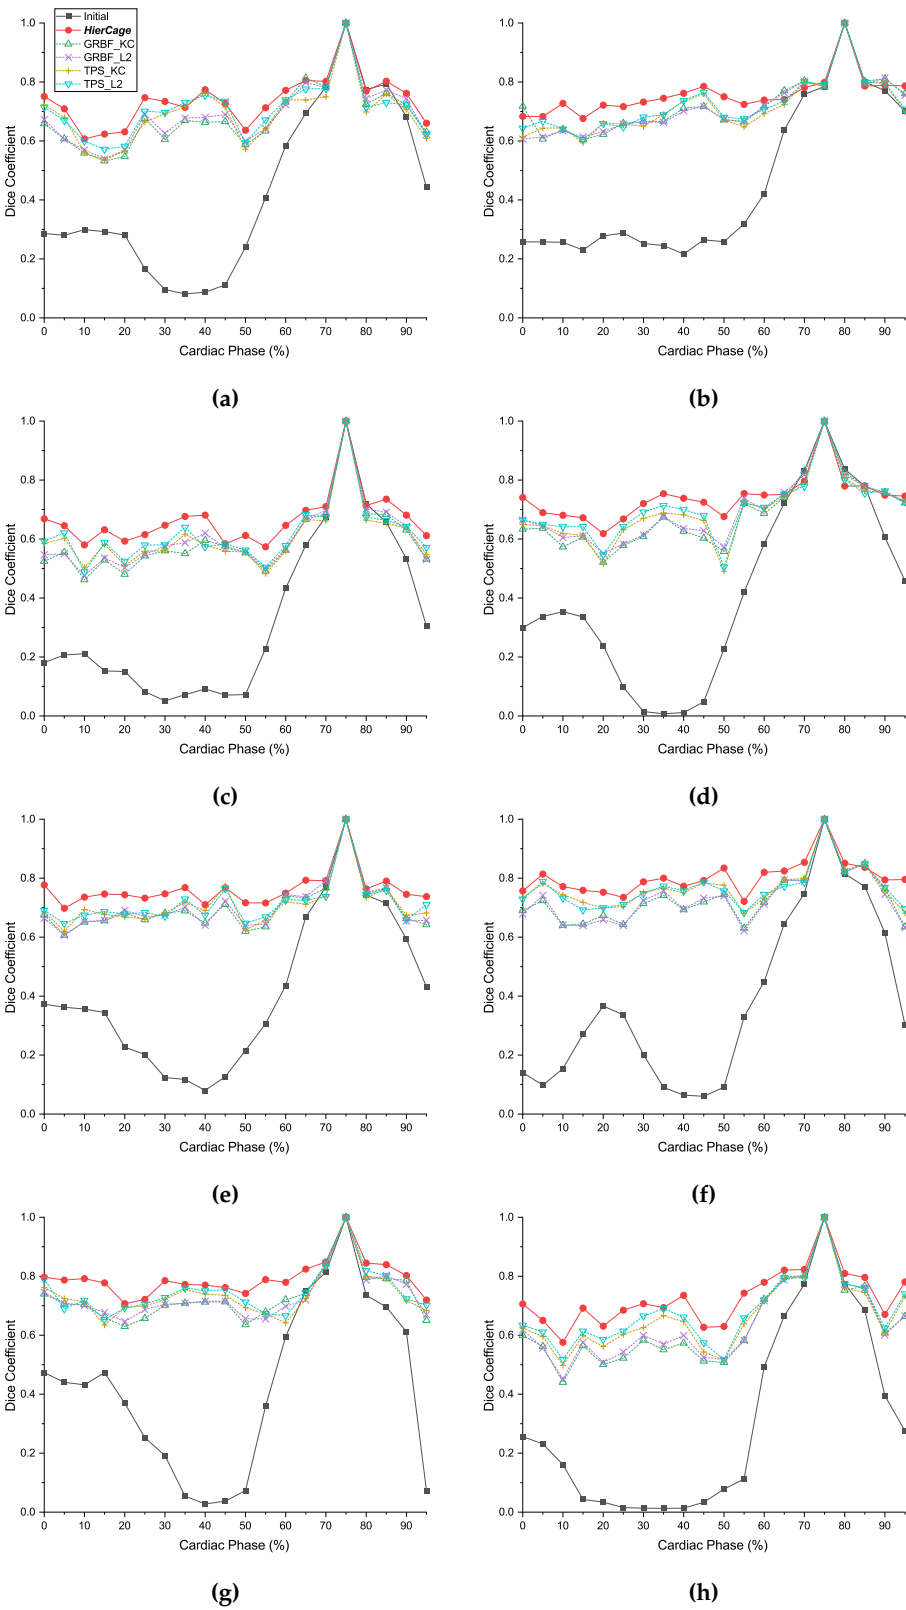 Initial
HierCage
GRBF_KC
GRBF_L2
TPS_KC
TPS_L2
1.0
0.8
0.6
0.4
0.2
0.0
Dice Coefficient
0 10 20 30 40 50 60 70 80 90
Cardiac Phase (%)
(a)
1.0
0.8
0.6
0.4
0.2
0.0
Dice Coefficient
0 10 20 30 40 50 60 70 80 90
Cardiac Phase (%)
(b)
1.0
0.8
0.6
0.4
0.2
0.0
Dice Coefficient
0 10 20 30 40 50 60 70 80 90
Cardiac Phase (%)
(c)
1.0
0.8
0.6
0.4
0.2
0.0
Dice Coefficient
0 10 20 30 40 50 60 70 80 90
Cardiac Phase (%)
(d)
1.0
0.8
0.6
0.4
0.2
0.0
Dice Coefficient
0 10 20 30 40 50 60 70 80 90
Cardiac Phase (%)
(e)
1.0
0.8
0.6
0.4
0.2
0.0
Dice Coefficient
0 10 20 30 40 50 60 70 80 90
Cardiac Phase (%)
(f)
1.0
0.8
0.6
0.4
0.2
0.0
Dice Coefficient
0 10 20 30 40 50 60 70 80 90
Cardiac Phase (%)
(g)
1.0
0.8
0.6
0.4
0.2
0.0
Dice Coefficient
0 10 20 30 40 50 60 70 80 90
Cardiac Phase (%)
(h)